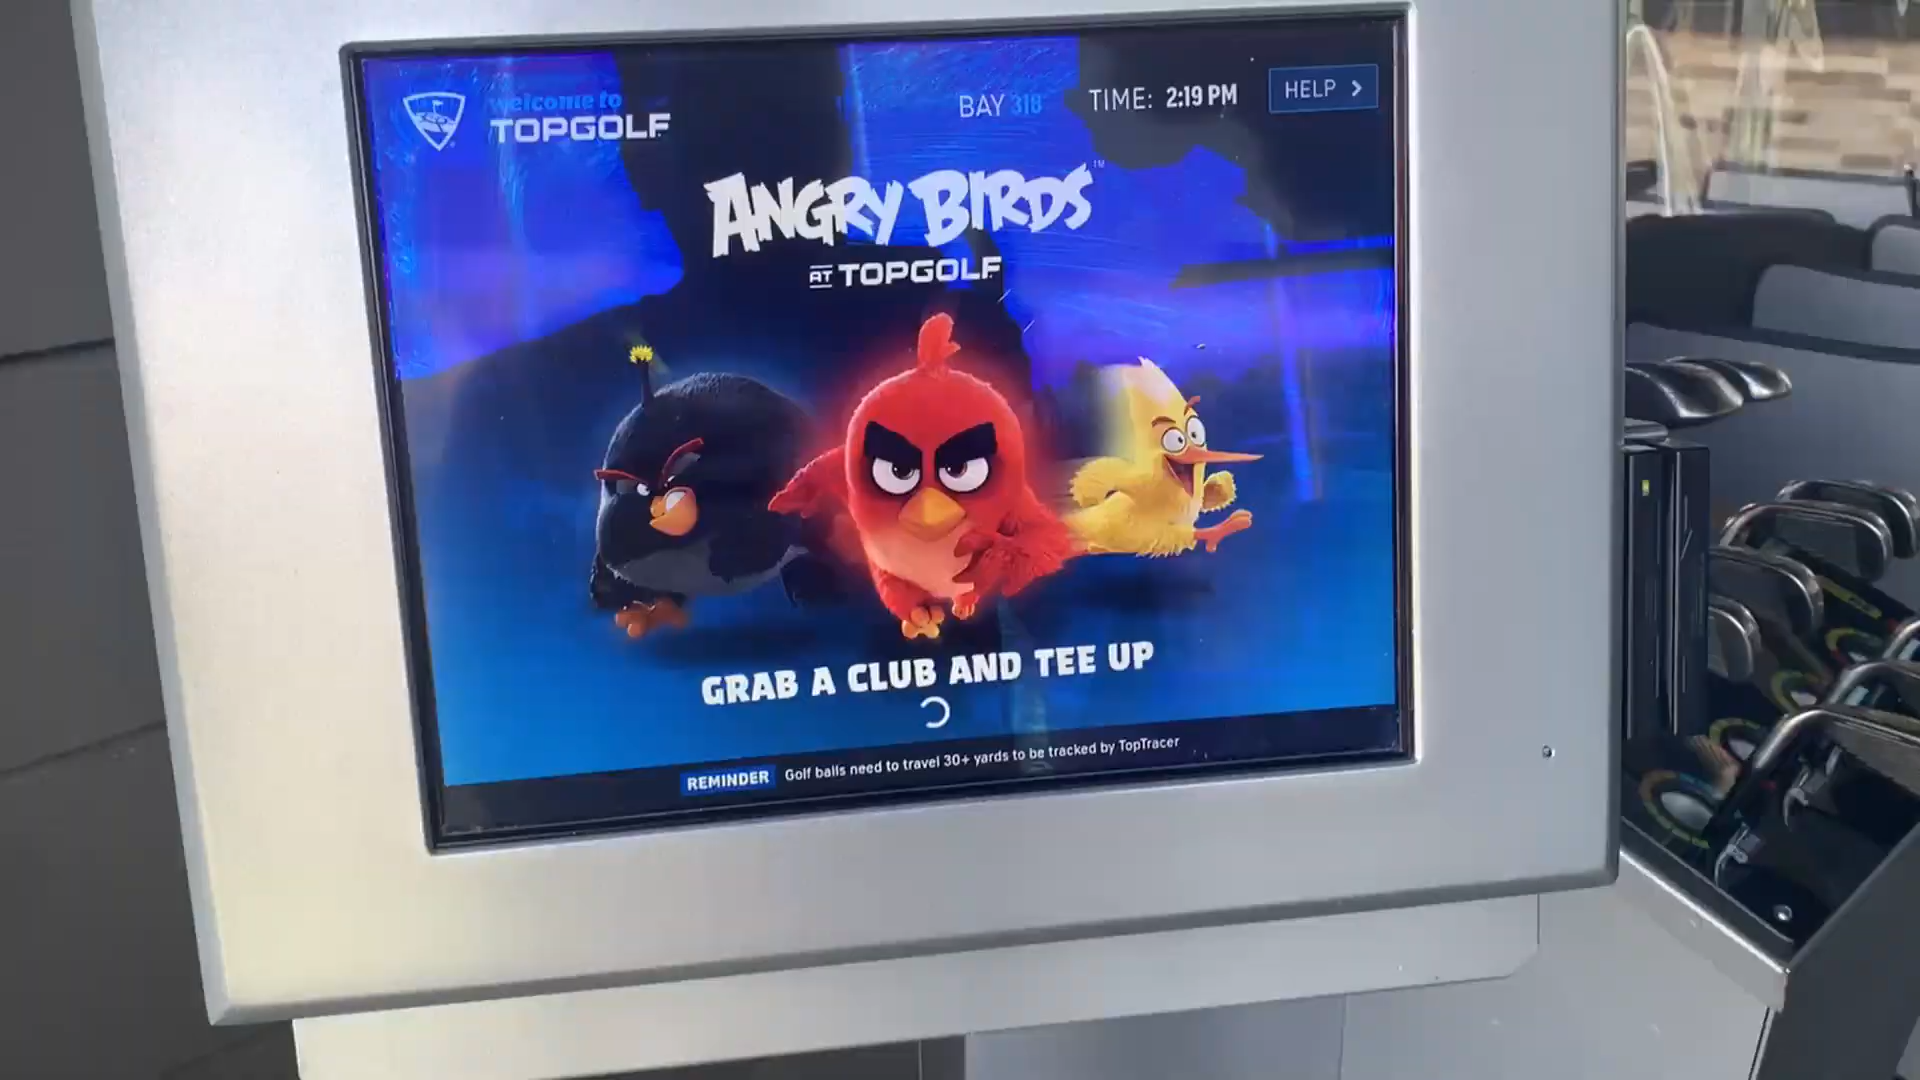 welcome to
TOPGOLF
BAY 318
TIME: 2:19 PM
HELP >
ANGRY BIRDS™
AT TOPGOLF
GRAB A CLUB AND TEE UP
REMINDER Golf balls need to travel 30+ yards to be tracked by TopTracer